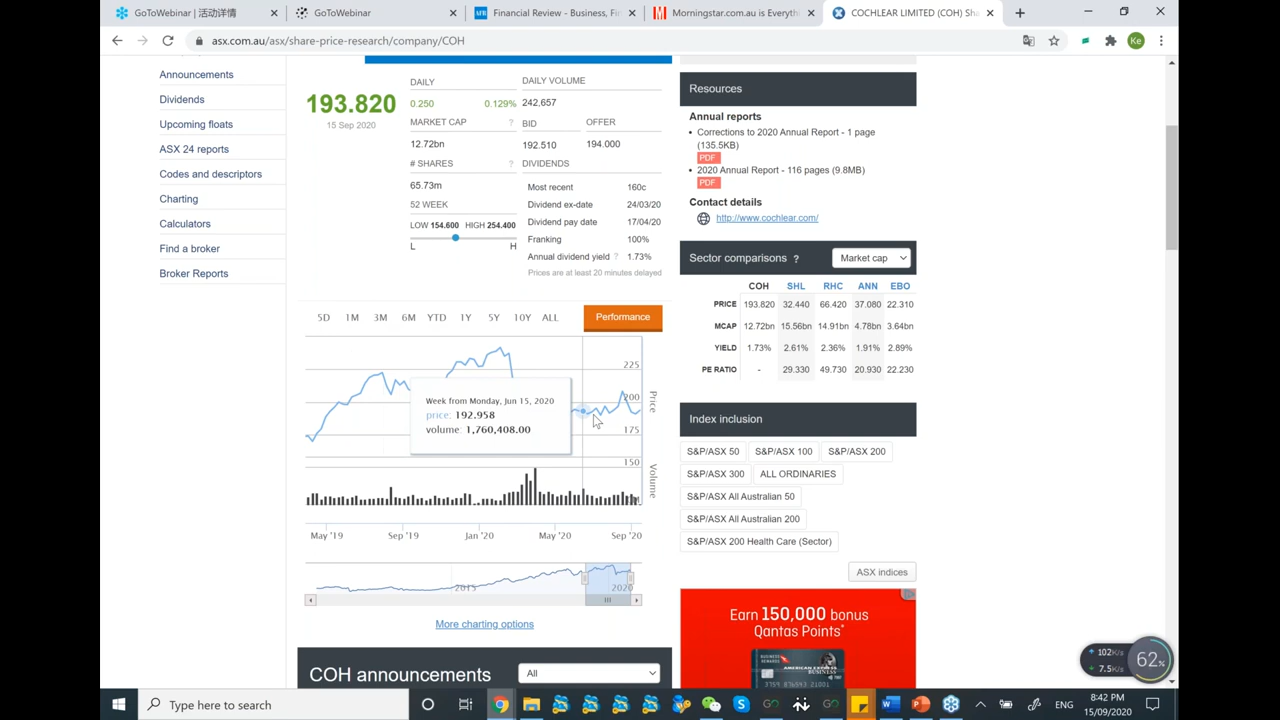 GoToWebinar | 活动详情
GoToWebinar
AFR
Financial Review - Business, Fin
Morningstar.com.au is Everythi
COCHLEAR LIMITED (COH) Sha
asx.com.au/asx/share-price-research/company/COH
Ke
Announcements
Dividends
Upcoming floats
ASX 24 reports
Codes and descriptors
Charting
Calculators
Find a broker
Broker Reports
193.820
15 Sep 2020
DAILY
0.250 0.129%
MARKET CAP ?
12.72bn
# SHARES ?
65.73m
52 WEEK
LOW 154.600 HIGH 254.400
L H
DAILY VOLUME
242,657
BID OFFER
192.510 194.000
DIVIDENDS
Most recent 160c
Dividend ex-date 24/03/20
Dividend pay date 17/04/20
Franking 100%
Annual dividend yield ? 1.73%
Prices are at least 20 minutes delayed
5D 1M 3M 6M YTD 1Y 5Y 10Y ALL
Performance
225
200
175
150
Price
Volume
Week from Monday, Jun 15, 2020
price: 192.958
volume: 1,760,408.00
May '19 Sep '19 Jan '20 May '20 Sep '20
2015 2020
More charting options
COH announcements
All
Resources
Annual reports
Corrections to 2020 Annual Report - 1 page
(135.5KB)
PDF
2020 Annual Report - 116 pages (9.8MB)
PDF
Contact details
http://www.cochlear.com/
Sector comparisons ? Market cap
COH SHL RHC ANN EBO
PRICE 193.820 32.440 66.420 37.080 22.310
MCAP 12.72bn 15.56bn 14.91bn 4.78bn 3.64bn
YIELD 1.73% 2.61% 2.36% 1.91% 2.89%
PE RATIO - 29.330 49.730 20.930 22.230
Index inclusion
S&P/ASX 50 S&P/ASX 100 S&P/ASX 200
S&P/ASX 300 ALL ORDINARIES
S&P/ASX All Australian 50
S&P/ASX All Australian 200
S&P/ASX 200 Health Care (Sector)
ASX indices
Earn 150,000 bonus
Qantas Points*
AMERICAN EXPRESS
BUSINESS
102K/s
7.5K/s
62%
Type here to search
ENG
8:42 PM
15/09/2020